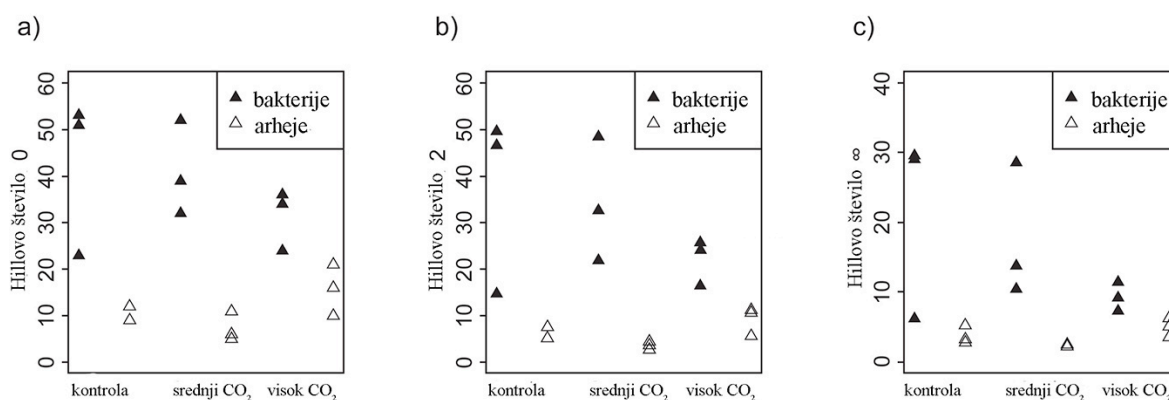 a)
60
50
40
30
20
10
0
Hillovo število 0
bakterije
arheje
kontrola srednji CO₂ visok CO₂
b)
60
50
40
30
20
10
0
Hillovo število 2
bakterije
arheje
kontrola srednji CO₂ visok CO₂
c)
40
30
20
10
0
Hillovo število ∞
bakterije
arheje
kontrola srednji CO₂ visok CO₂